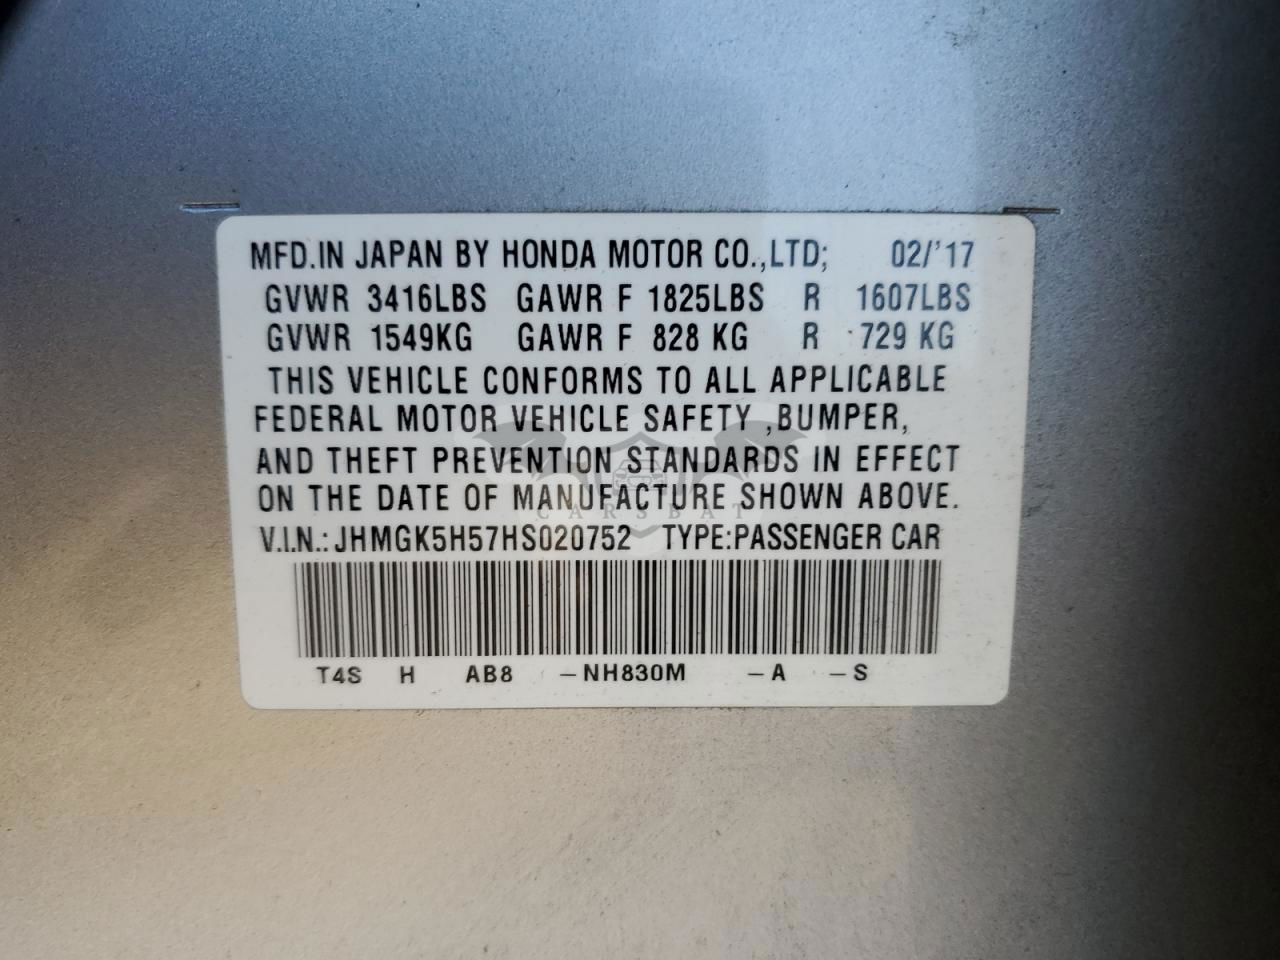 MFD.IN JAPAN BY HONDA MOTOR CO.,LTD; 02/'17
GVWR 3416LBS GAWR F 1825LBS R 1607LBS
GVWR 1549KG GAWR F 828 KG R 729 KG
THIS VEHICLE CONFORMS TO ALL APPLICABLE
FEDERAL MOTOR VEHICLE SAFETY ,BUMPER,
AND THEFT PREVENTION STANDARDS IN EFFECT
ON THE DATE OF MANUFACTURE SHOWN ABOVE.
CARSBAT
V.I.N.: JHMGK5H57HS020752 TYPE:PASSENGER CAR
T4S H AB8 -NH830M -A -S